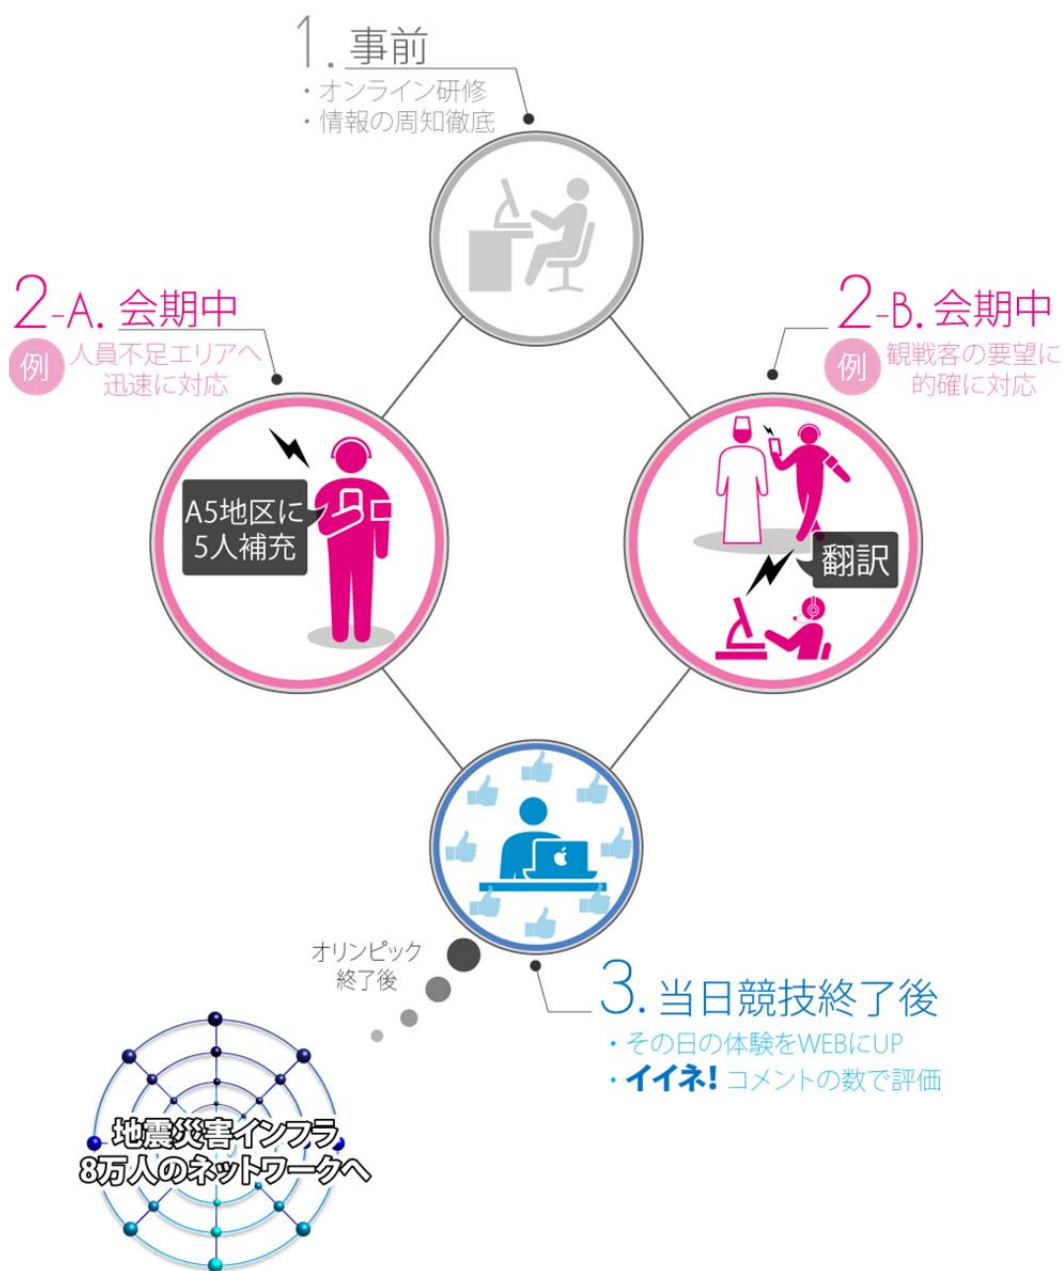 1. 事前
・オンライン研修
・情報の周知徹底
2-A. 会期中
例 人員不足エリアへ
迅速に対応
A5地区に
5人補充
2-B. 会期中
例 観戦客の要望に
的確に対応
翻訳
オリンピック
終了後
3. 当日競技終了後
・その日の体験をWEBにUP
・イイネ! コメントの数で評価
地震災害インフラ
8万人のネットワークへ